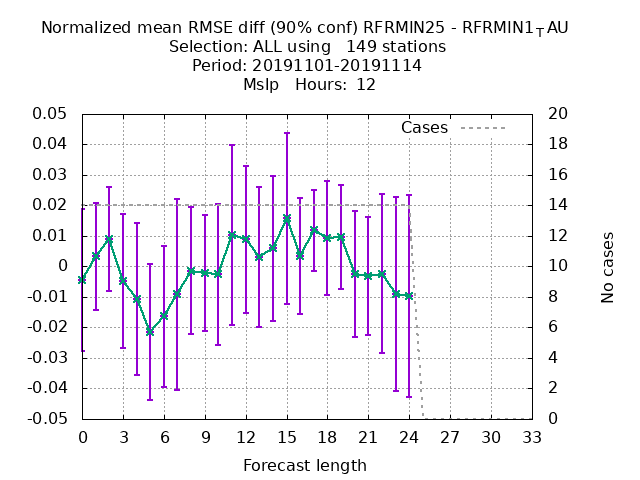 Normalized mean RMSE diff (90% conf) RFRMIN25 - RFRMIN1_TAU
Selection: ALL using   149 stations
Period: 20191101-20191114
Mslp   Hours:  12
Cases
0.05
0.04
0.03
0.02
0.01
0
-0.01
-0.02
-0.03
-0.04
-0.05
20
18
16
14
12
10
8
6
4
2
0
No cases
0 3 6 9 12 15 18 21 24 27 30 33
Forecast length